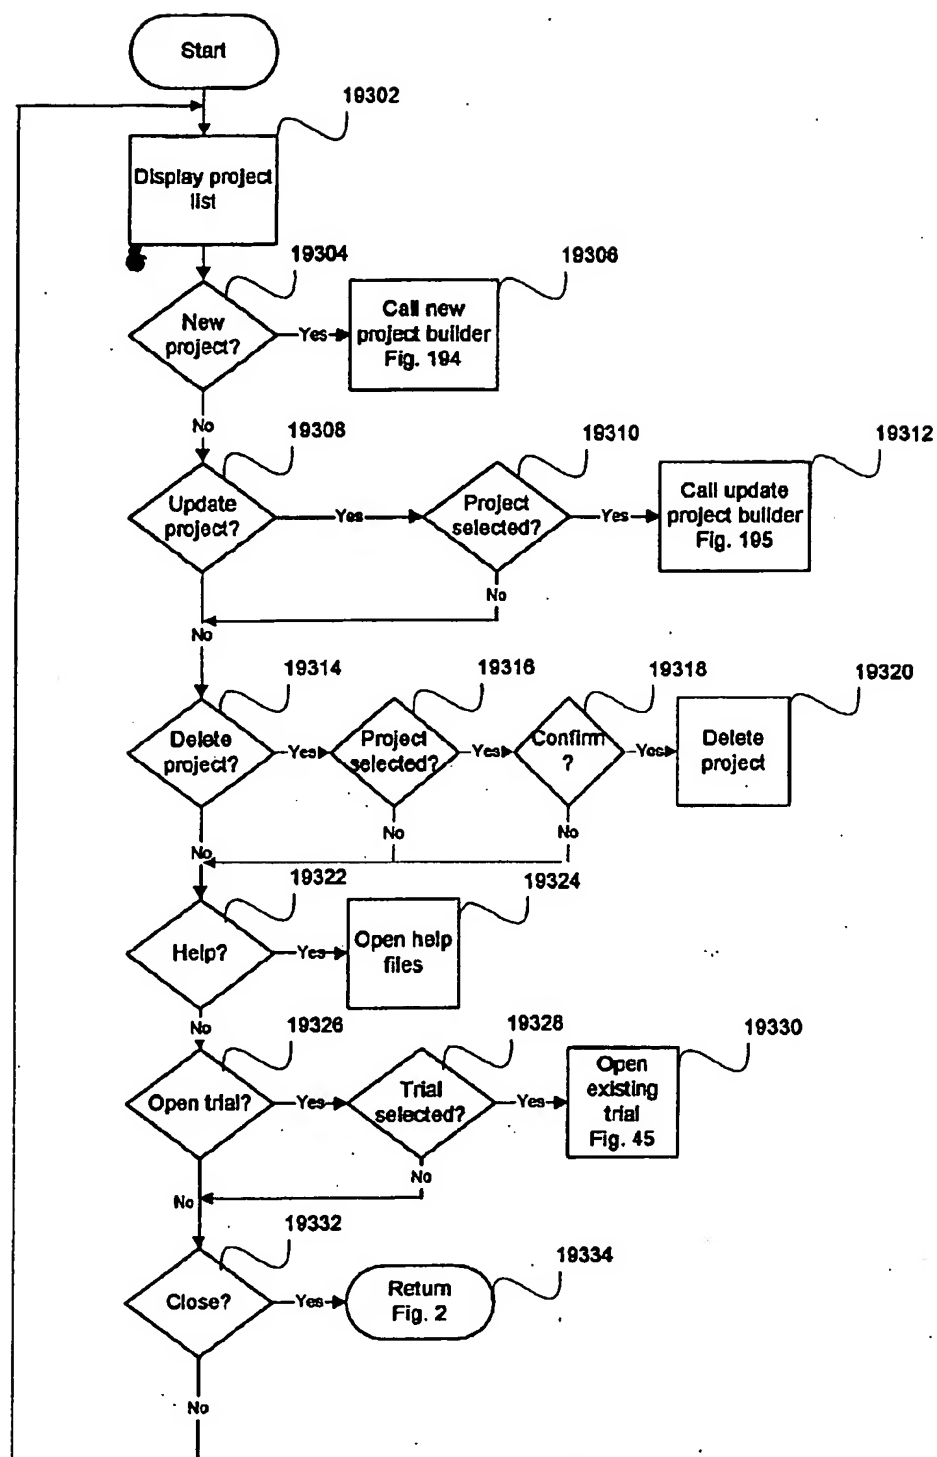 Start
19302
Display project
list
19304
19306
New
project?
Yes
Call new
project builder
Fig. 194
No
19308
19310
19312
Update
project?
Yes
Project
selected?
Yes
Call update
project builder
Fig. 195
No
No
19314
19316
19318
19320
Delete
project?
Yes
Project
selected?
Yes
Confirm
?
Yes
Delete
project
No
No
No
19322
19324
Help?
Yes
Open help
files
No
19326
19328
19330
Open trial?
Yes
Trial
selected?
Yes
Open
existing
trial
Fig. 45
No
No
19332
19334
Close?
Yes
Return
Fig. 2
No